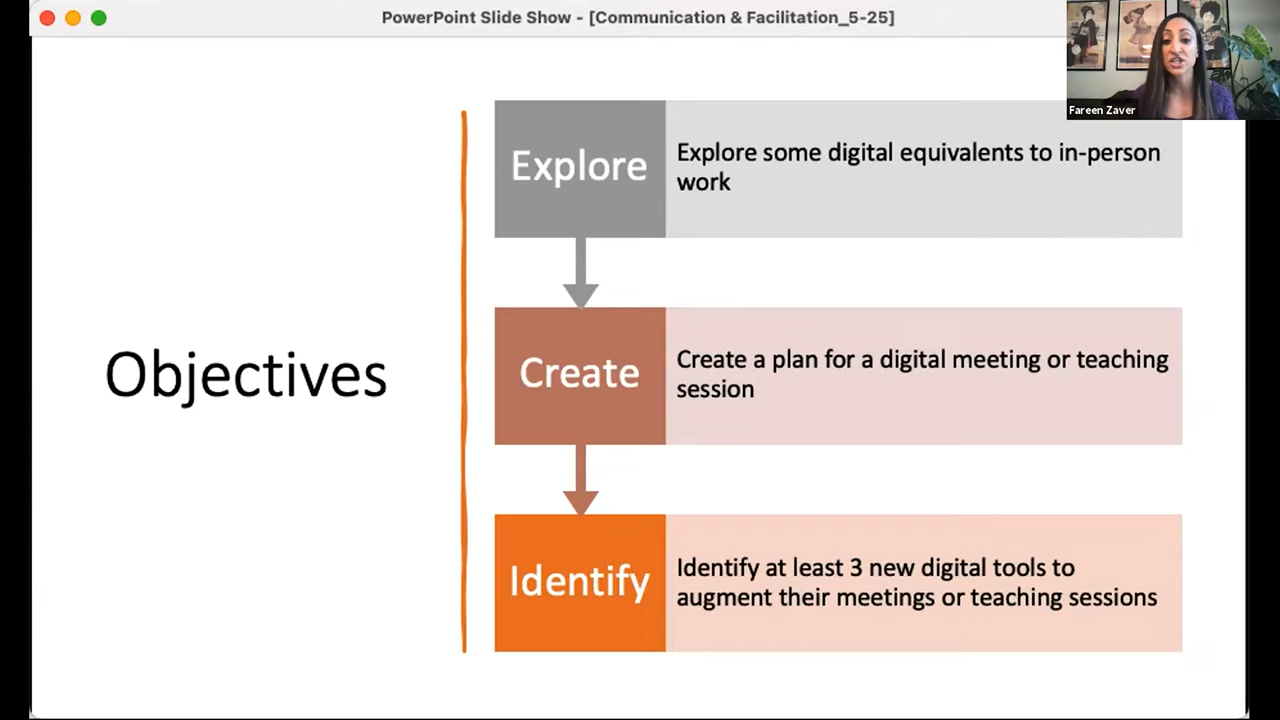 PowerPoint Slide Show - [Communication & Facilitation_5-25]
Fareen Zaver
Objectives
Explore
Explore some digital equivalents to in-person
work
Create
Create a plan for a digital meeting or teaching
session
Identify
Identify at least 3 new digital tools to
augment their meetings or teaching sessions